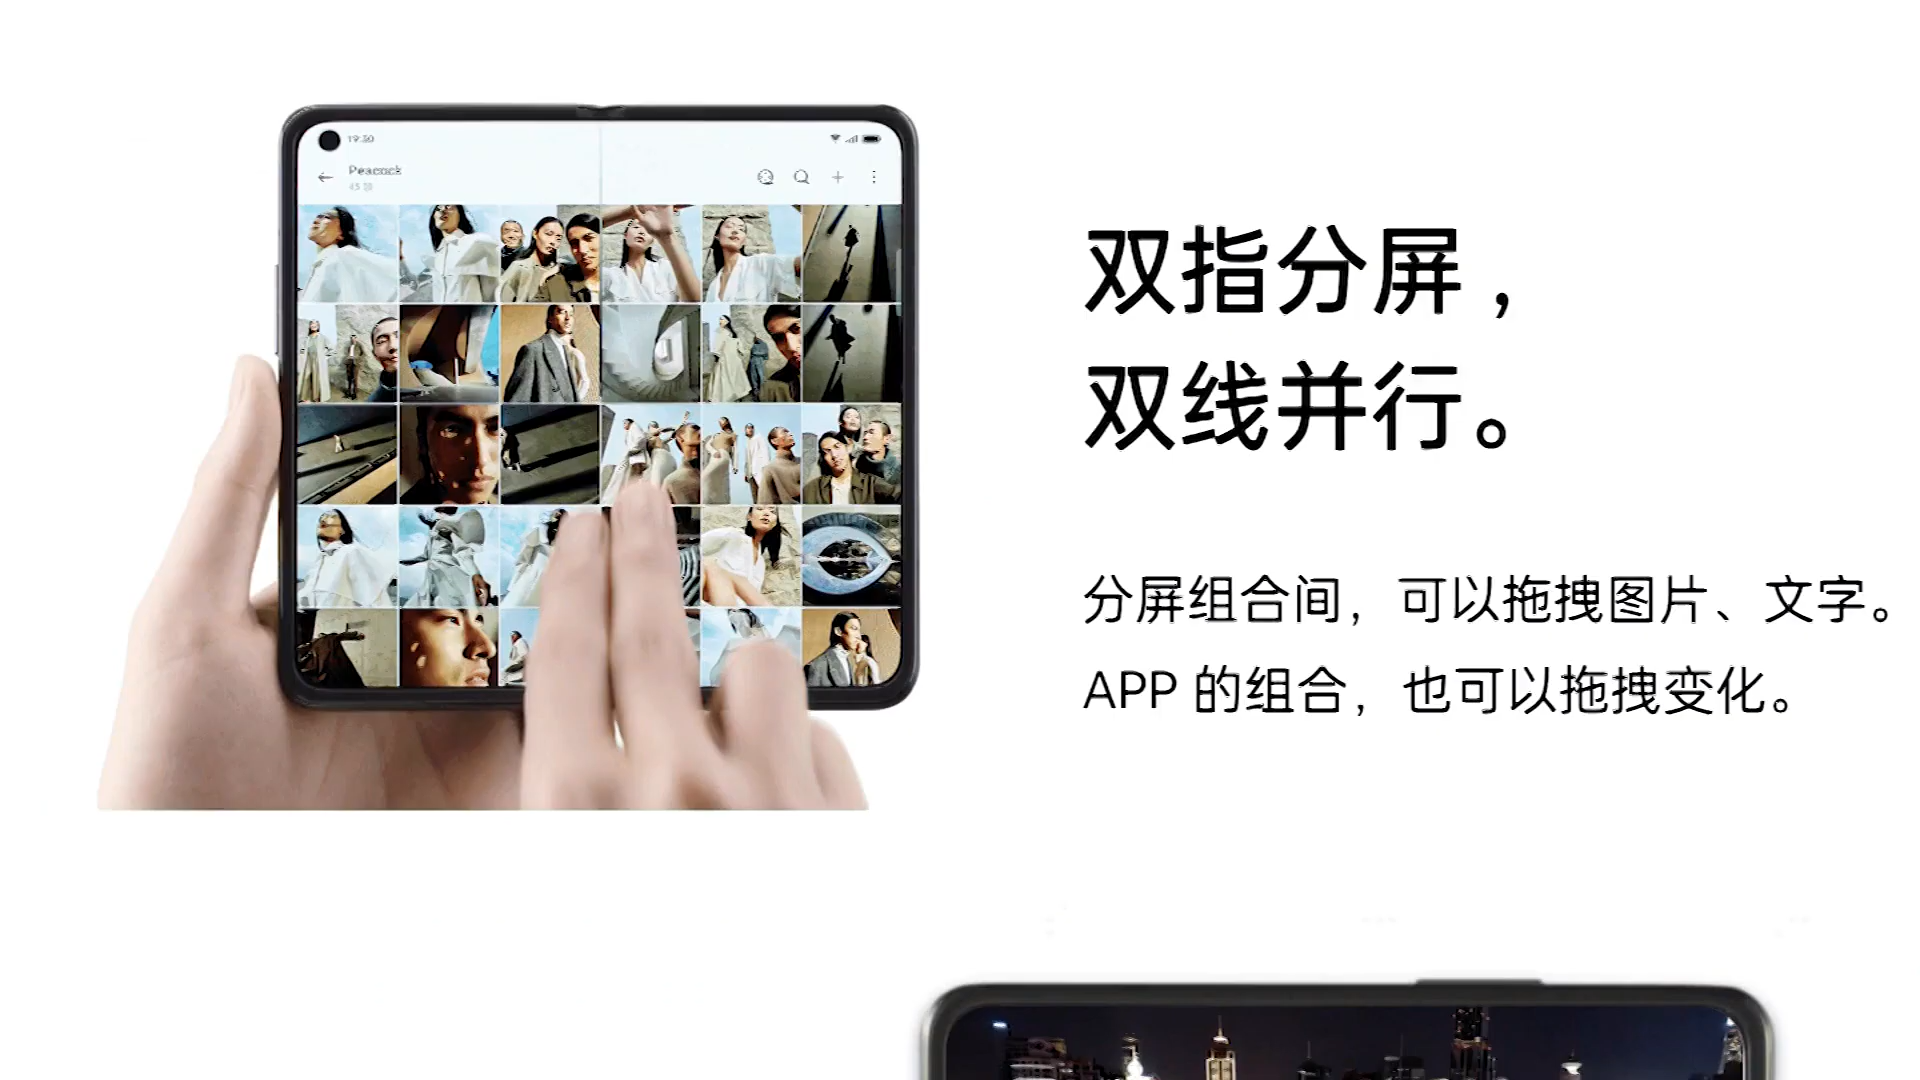 19:30
Peacock
双指分屏，
双线并行。
分屏组合间，可以拖拽图片、文字。
APP 的组合，也可以拖拽变化。